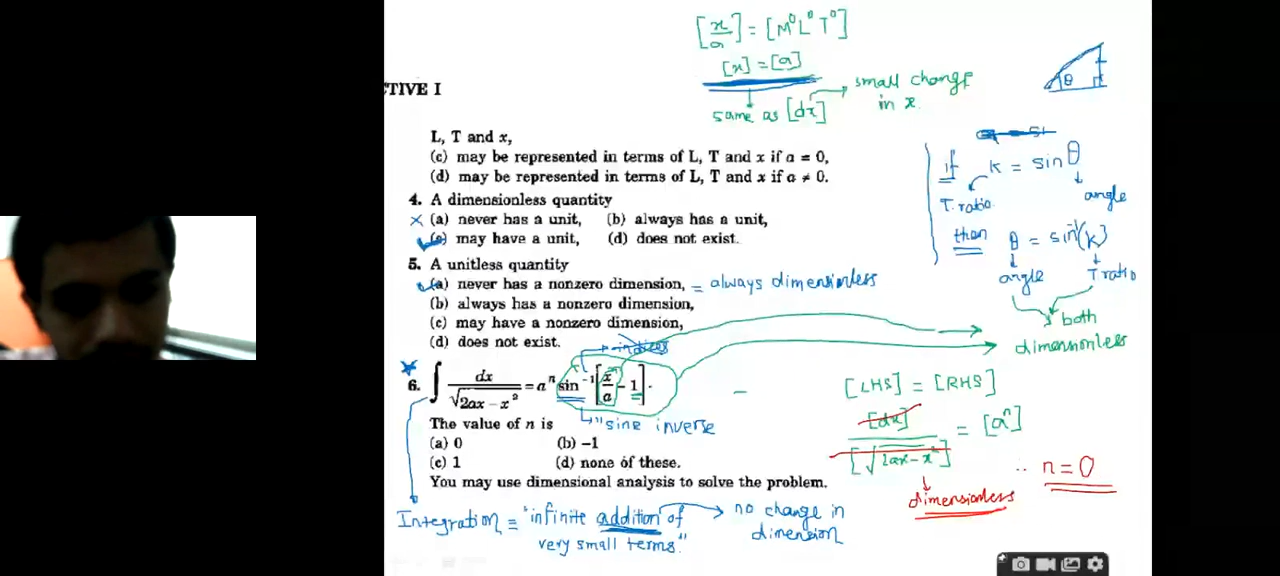 [x/a] = [M⁰L⁰T⁰]
[x] = [a]
same as [dx] → small change in x
θ
CTIVE I
L, T and x,
(c) may be represented in terms of L, T and x if a = 0,
(d) may be represented in terms of L, T and x if a ≠ 0.
4. A dimensionless quantity
(a) never has a unit, (b) always has a unit,
(c) may have a unit, (d) does not exist.
5. A unitless quantity
(a) never has a nonzero dimension, = always dimensionless
(b) always has a nonzero dimension,
(c) may have a nonzero dimension,
(d) does not exist.
indices
6. ∫ dx / √(2ax – x²) = aⁿ sin⁻¹ [x/a – 1].
"sine inverse
The value of n is
(a) 0 (b) –1
(c) 1 (d) none of these.
You may use dimensional analysis to solve the problem.
Integration = "infinite addition of very small terms."
→ no change in dimension
If k = sin θ
T. ratio angle
then θ = sin⁻¹(k)
angle T ratio
both
dimensionless
[LHS] = [RHS]
[dx] / [√2ax – x²] = [aⁿ]
dimensionless
∴ n = 0